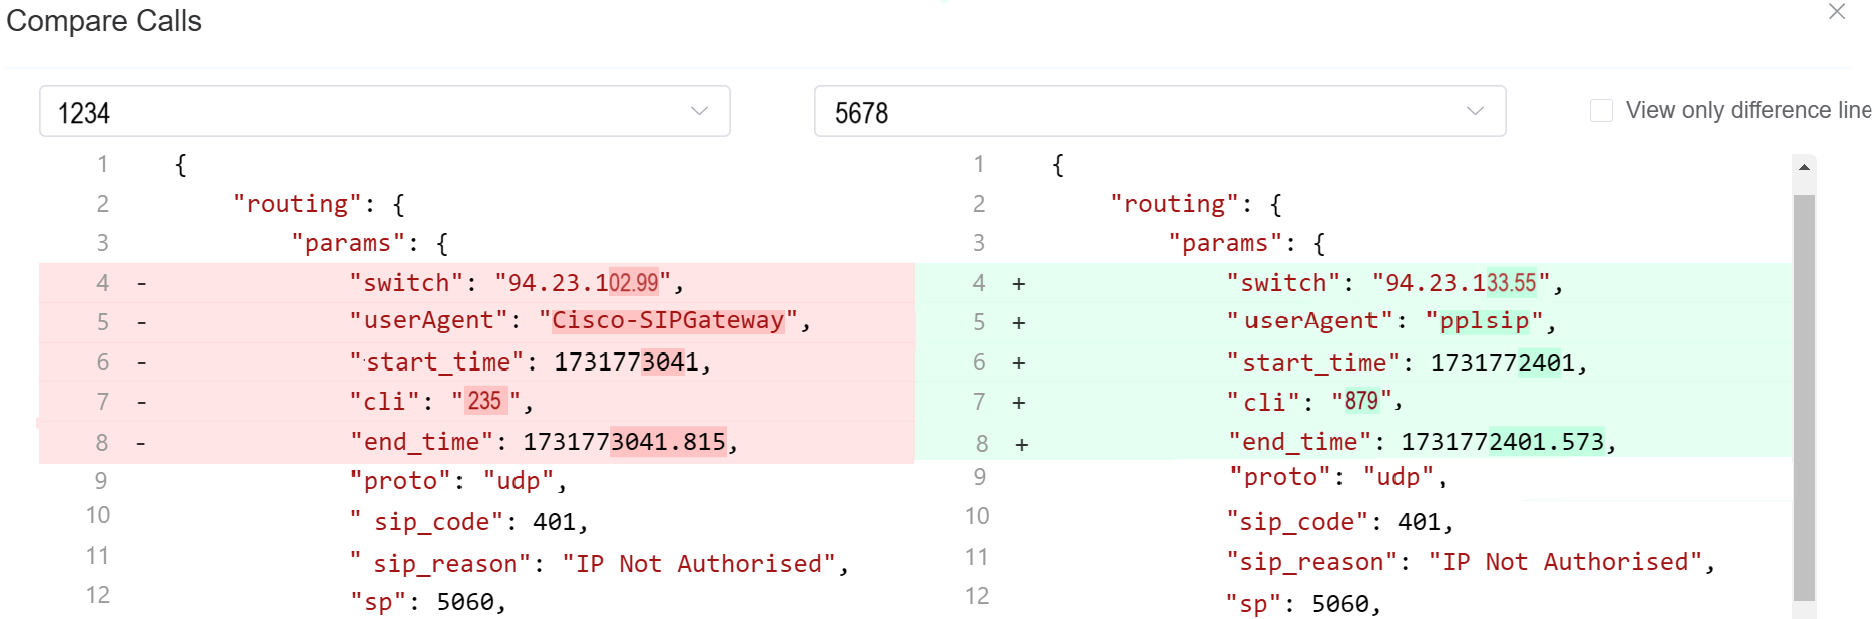 Compare Calls
1234
5678
View only difference line
1 {
2 "routing": {
3 "params": {
4 - "switch": "94.23.102.99",
5 - "userAgent": "Cisco-SIPGateway",
6 - "start_time": 1731773041,
7 - "cli": "235 ",
8 - "end_time": 1731773041.815,
9 "proto": "udp",
10 " sip_code": 401,
11 " sip_reason": "IP Not Authorised",
12 "sp": 5060,
1 {
2 "routing": {
3 "params": {
4 + "switch": "94.23.133.55",
5 + "userAgent": "pplsip",
6 + "start_time": 1731772401,
7 + "cli": "879",
8 + "end_time": 1731772401.573,
9 "proto": "udp",
10 "sip_code": 401,
11 "sip_reason": "IP Not Authorised",
12 "sp": 5060,